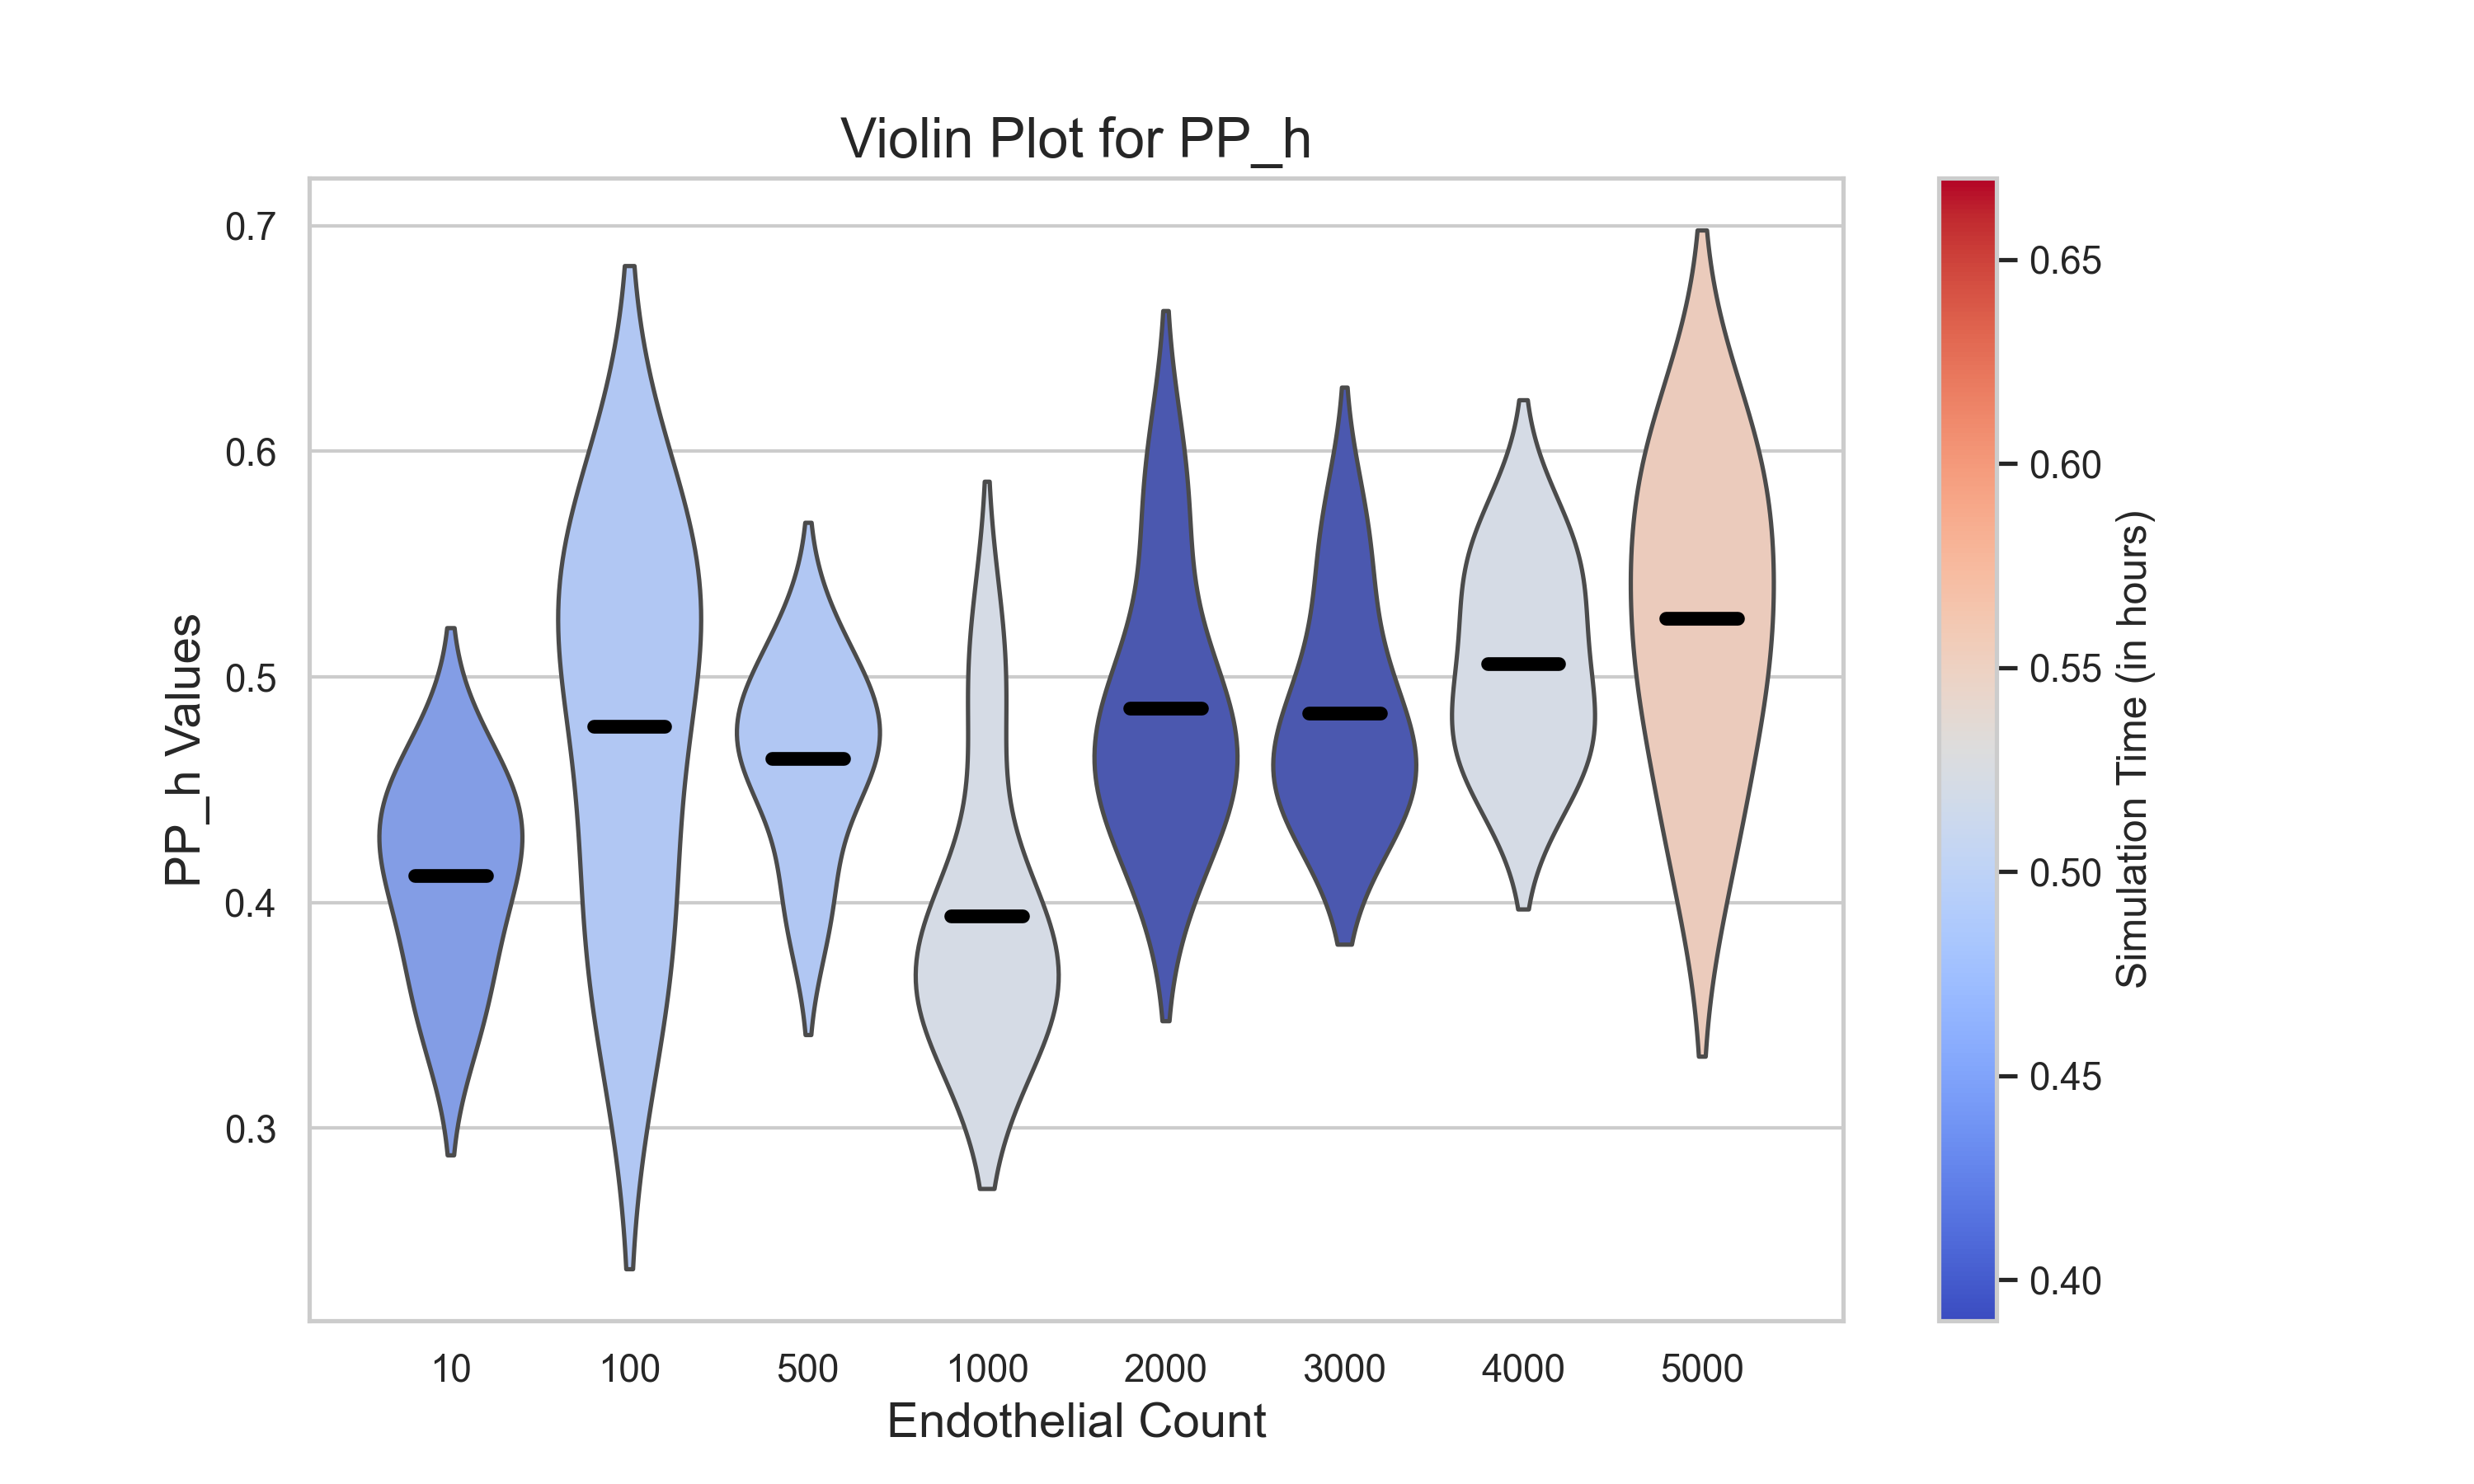 Violin Plot for PP_h
PP_h Values
0.7
0.6
0.5
0.4
0.3
10 100 500 1000 2000 3000 4000 5000
Endothelial Count
0.65
0.60
0.55
0.50
0.45
0.40
Simulation Time (in hours)